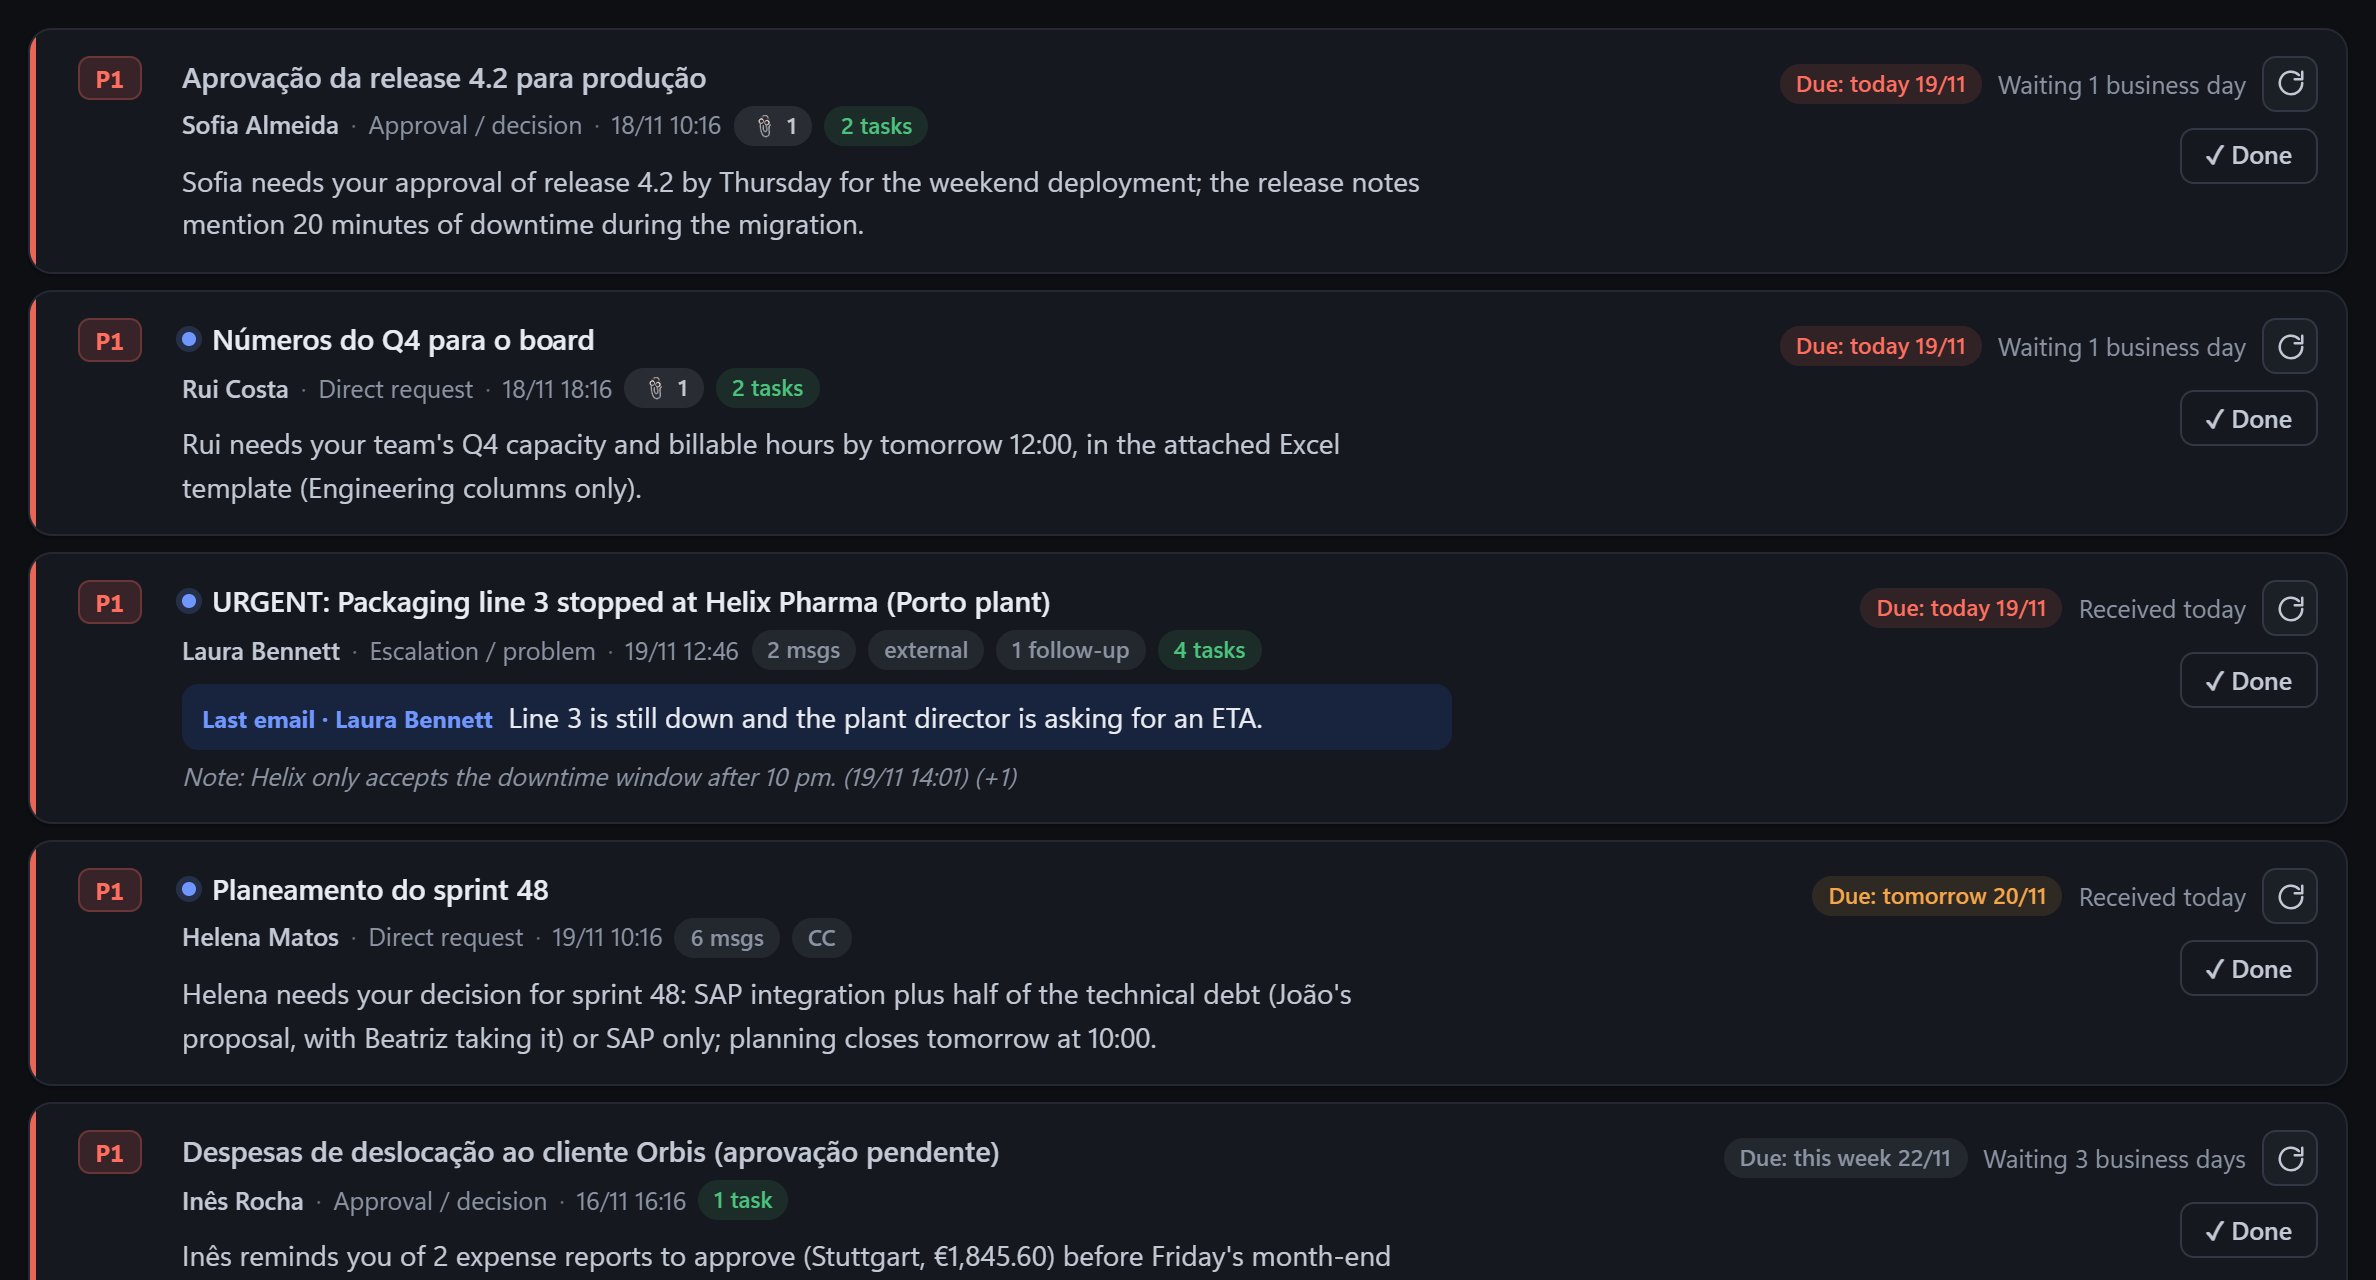 P1 Aprovação da release 4.2 para produção Due: today 19/11 Waiting 1 business day
Sofia Almeida · Approval / decision · 18/11 10:16 1 2 tasks
✓ Done
Sofia needs your approval of release 4.2 by Thursday for the weekend deployment; the release notes
mention 20 minutes of downtime during the migration.
P1 Números do Q4 para o board Due: today 19/11 Waiting 1 business day
Rui Costa · Direct request · 18/11 18:16 1 2 tasks
✓ Done
Rui needs your team's Q4 capacity and billable hours by tomorrow 12:00, in the attached Excel
template (Engineering columns only).
P1 URGENT: Packaging line 3 stopped at Helix Pharma (Porto plant) Due: today 19/11 Received today
Laura Bennett · Escalation / problem · 19/11 12:46 2 msgs external 1 follow-up 4 tasks
✓ Done
Last email · Laura Bennett Line 3 is still down and the plant director is asking for an ETA.
Note: Helix only accepts the downtime window after 10 pm. (19/11 14:01) (+1)
P1 Planeamento do sprint 48 Due: tomorrow 20/11 Received today
Helena Matos · Direct request · 19/11 10:16 6 msgs CC
✓ Done
Helena needs your decision for sprint 48: SAP integration plus half of the technical debt (João's
proposal, with Beatriz taking it) or SAP only; planning closes tomorrow at 10:00.
P1 Despesas de deslocação ao cliente Orbis (aprovação pendente) Due: this week 22/11 Waiting 3 business days
Inês Rocha · Approval / decision · 16/11 16:16 1 task
✓ Done
Inês reminds you of 2 expense reports to approve (Stuttgart, €1,845.60) before Friday's month-end